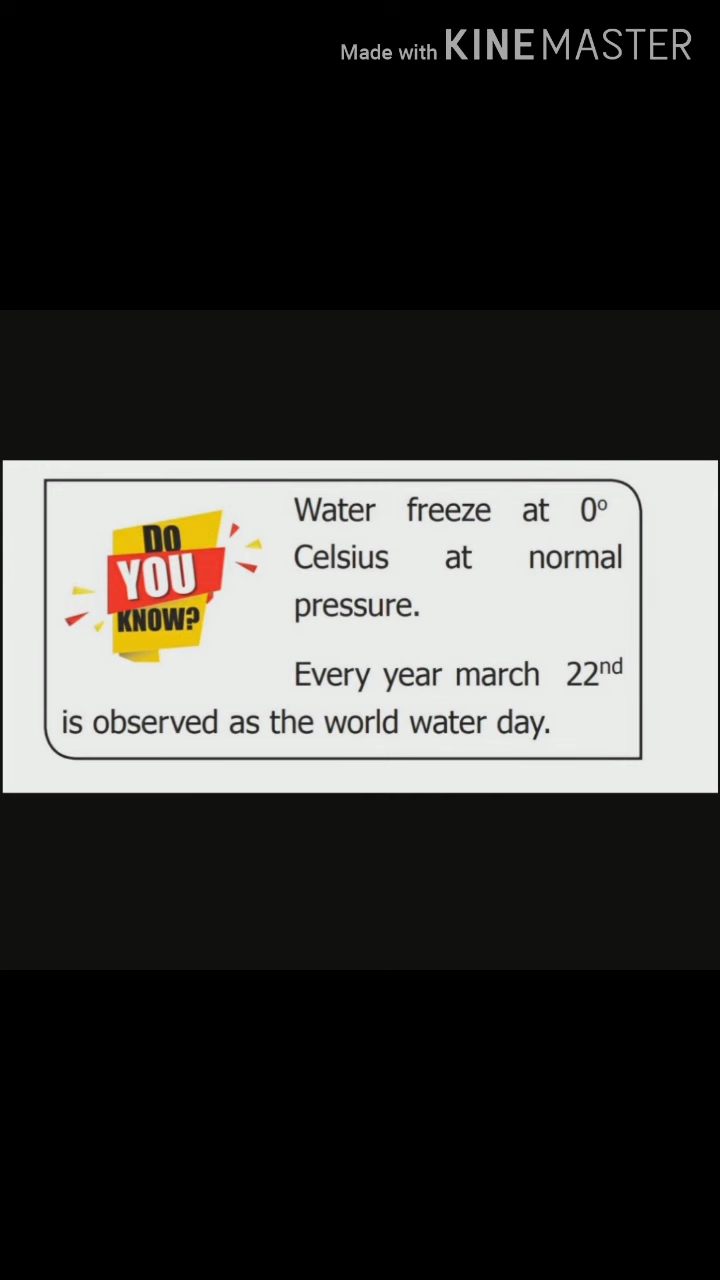 Made with KINEMASTER
DO
YOU
KNOW?
Water freeze at 0º
Celsius at normal
pressure.
Every year march 22nd
is observed as the world water day.